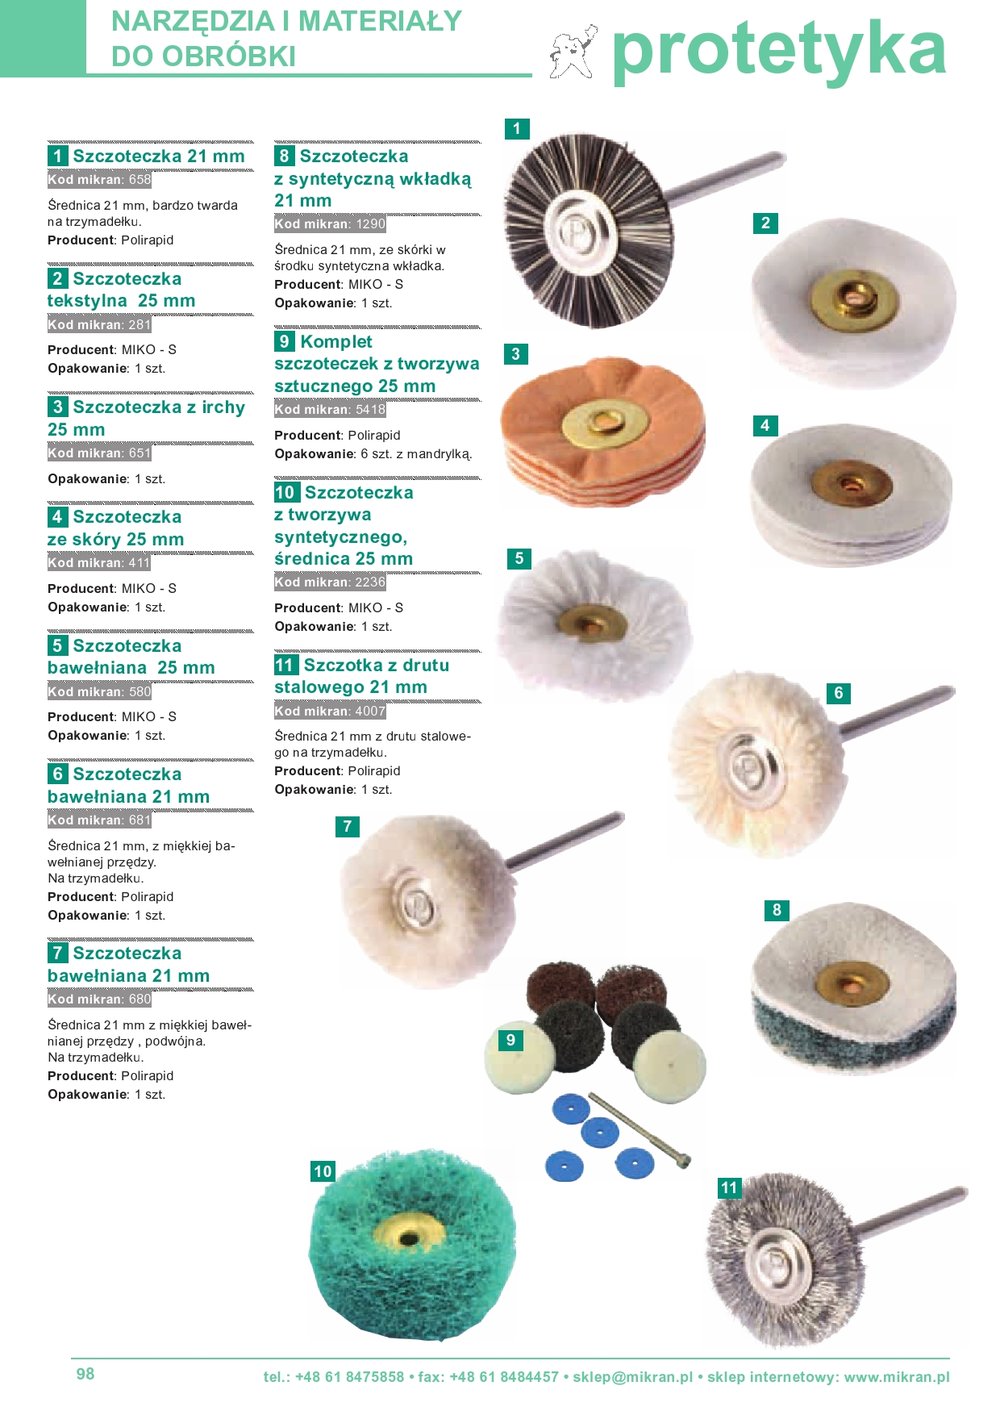 NARZĘDZIA I MATERIAŁY
DO OBRÓBKI
protetyka
1 Szczoteczka 21 mm
Kod mikran: 658
Średnica 21 mm, bardzo twarda
na trzymadełku.
Producent: Polirapid
2 Szczoteczka
tekstylna 25 mm
Kod mikran: 281
Producent: MIKO - S
Opakowanie: 1 szt.
3 Szczoteczka z irchy
25 mm
Kod mikran: 651
Opakowanie: 1 szt.
4 Szczoteczka
ze skóry 25 mm
Kod mikran: 411
Producent: MIKO - S
Opakowanie: 1 szt.
5 Szczoteczka
bawełniana 25 mm
Kod mikran: 580
Producent: MIKO - S
Opakowanie: 1 szt.
6 Szczoteczka
bawełniana 21 mm
Kod mikran: 681
Średnica 21 mm, z miękkiej ba-
wełnianej przędzy.
Na trzymadełku.
Producent: Polirapid
Opakowanie: 1 szt.
7 Szczoteczka
bawełniana 21 mm
Kod mikran: 680
Średnica 21 mm z miękkiej baweł-
nianej przędzy , podwójna.
Na trzymadełku.
Producent: Polirapid
Opakowanie: 1 szt.
8 Szczoteczka
z syntetyczną wkładką
21 mm
Kod mikran: 1290
Średnica 21 mm, ze skórki w
środku syntetyczna wkładka.
Producent: MIKO - S
Opakowanie: 1 szt.
9 Komplet
szczoteczek z tworzywa
sztucznego 25 mm
Kod mikran: 5418
Producent: Polirapid
Opakowanie: 6 szt. z mandrylką.
10 Szczoteczka
z tworzywa
syntetycznego,
średnica 25 mm
Kod mikran: 2236
Producent: MIKO - S
Opakowanie: 1 szt.
11 Szczotka z drutu
stalowego 21 mm
Kod mikran: 4007
Średnica 21 mm z drutu stalowe-
go na trzymadełku.
Producent: Polirapid
Opakowanie: 1 szt.
1
2
3
4
5
6
7
8
9
10
11
P
P
P
P
98
tel.: +48 61 8475858 • fax: +48 61 8484457 • sklep@mikran.pl • sklep internetowy: www.mikran.pl